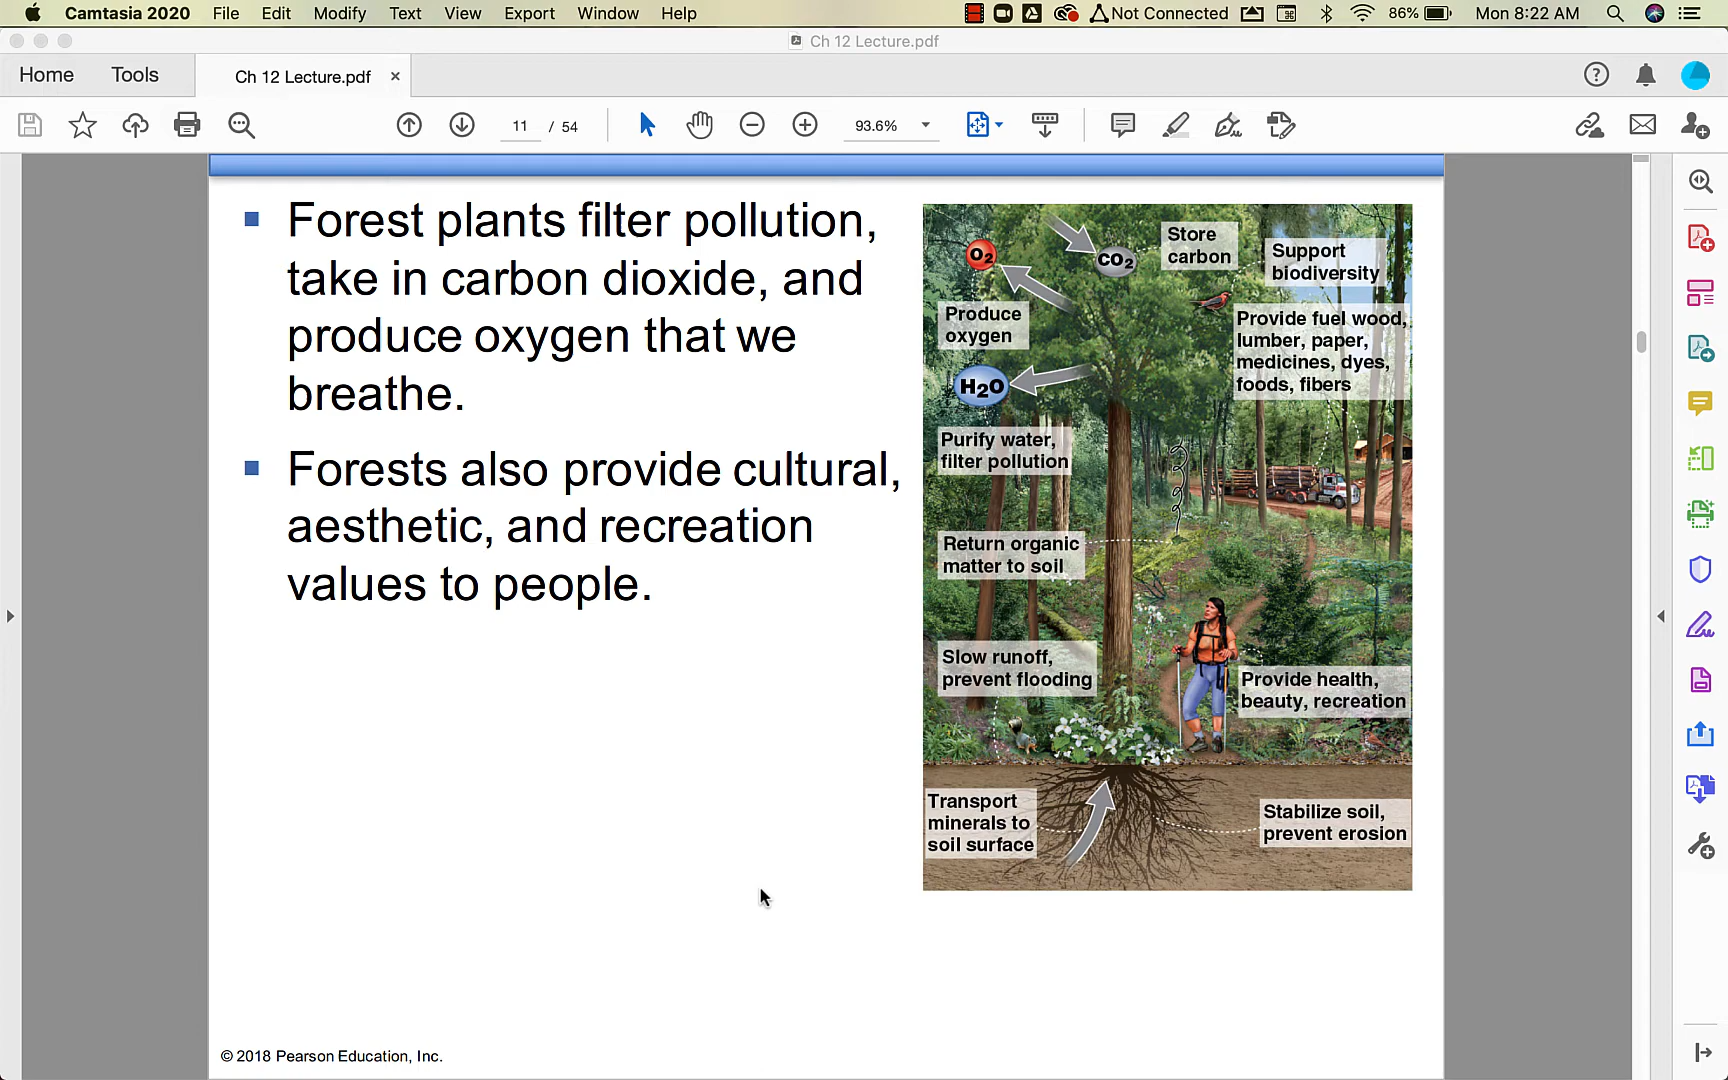 Camtasia 2020 File Edit Modify Text View Export Window Help Not Connected 86% Mon 8:22 AM
Ch 12 Lecture.pdf
Home Tools Ch 12 Lecture.pdf ×
11 / 54 93.6%
Forest plants filter pollution,
take in carbon dioxide, and
produce oxygen that we
breathe.
Forests also provide cultural,
aesthetic, and recreation
values to people.
O2
CO2
Store
carbon
Support
biodiversity
Produce
oxygen
Provide fuel wood,
lumber, paper,
medicines, dyes,
foods, fibers
H2O
Purify water,
filter pollution
Return organic
matter to soil
Slow runoff,
prevent flooding
Provide health,
beauty, recreation
Transport
minerals to
soil surface
Stabilize soil,
prevent erosion
© 2018 Pearson Education, Inc.